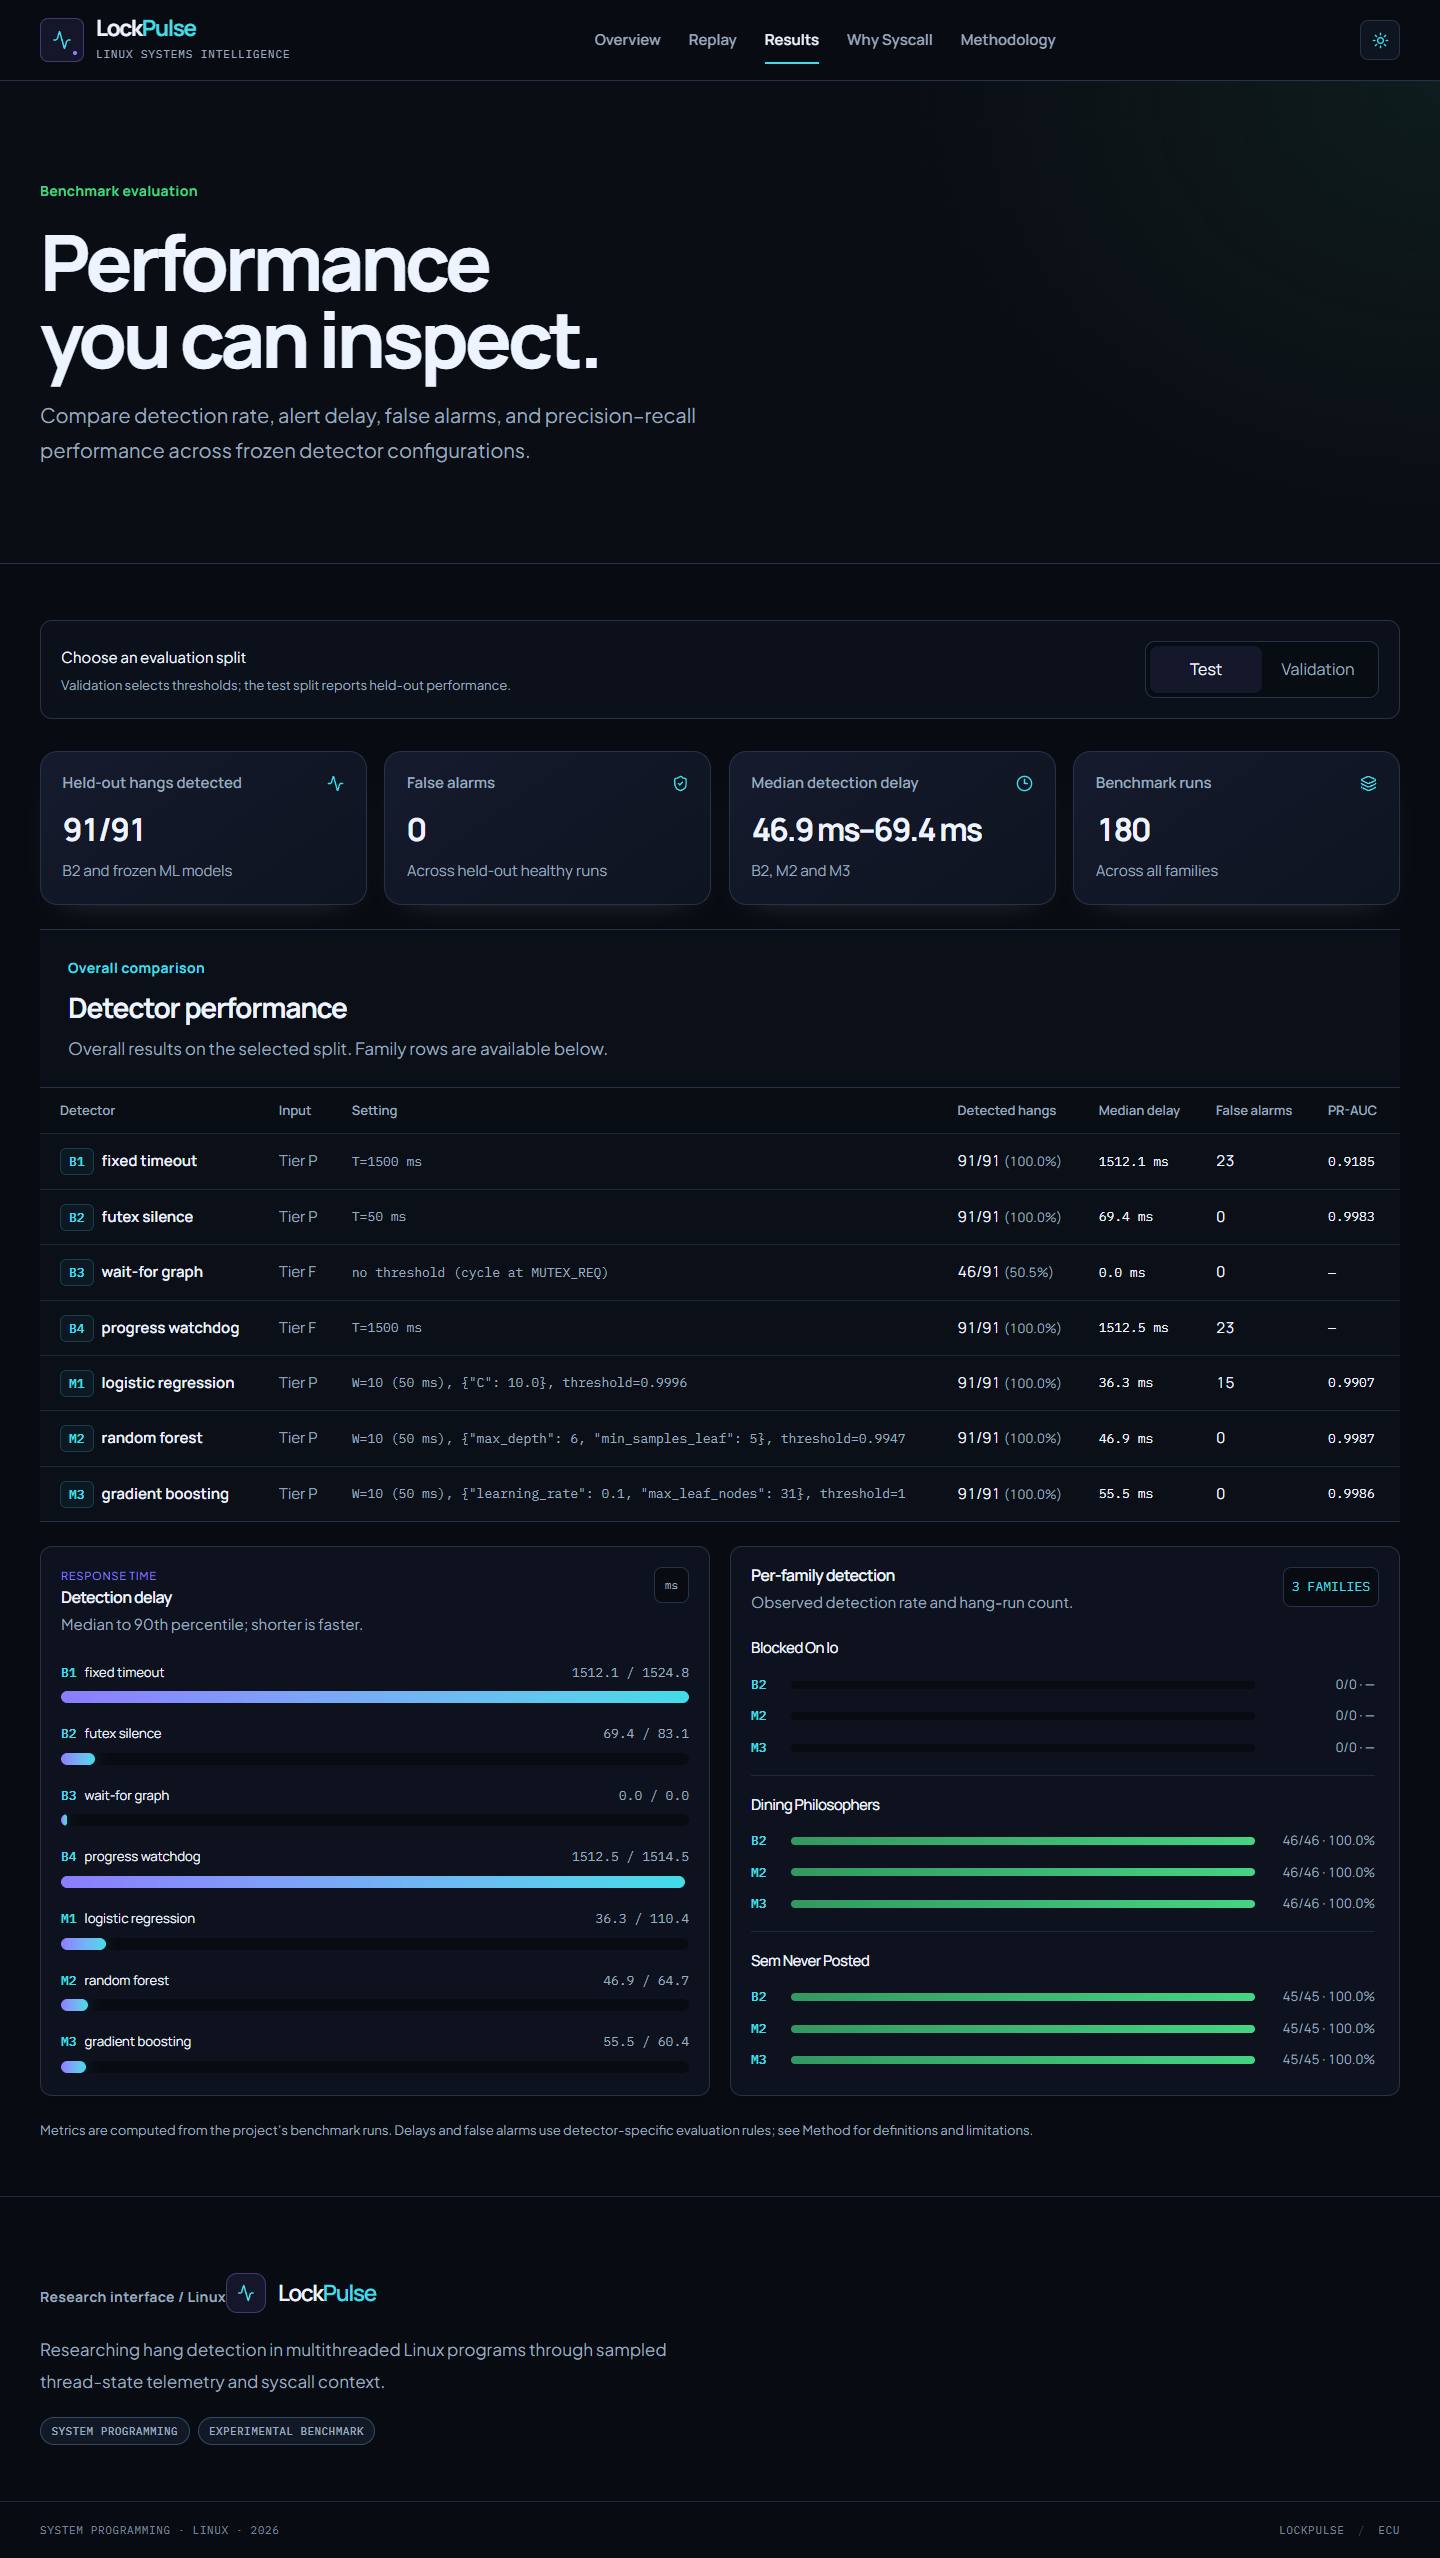 LockPulse
LINUX SYSTEMS INTELLIGENCE
Overview Replay Results Why Syscall Methodology
Benchmark evaluation
Performance
you can inspect.
Compare detection rate, alert delay, false alarms, and precision–recall
performance across frozen detector configurations.
Choose an evaluation split
Validation selects thresholds; the test split reports held-out performance.
Test Validation
Held-out hangs detected
91/91
B2 and frozen ML models
False alarms
0
Across held-out healthy runs
Median detection delay
46.9 ms–69.4 ms
B2, M2 and M3
Benchmark runs
180
Across all families
Overall comparison
Detector performance
Overall results on the selected split. Family rows are available below.
Detector Input Setting Detected hangs Median delay False alarms PR-AUC
B1 fixed timeout Tier P T=1500 ms 91/91 (100.0%) 1512.1 ms 23 0.9185
B2 futex silence Tier P T=50 ms 91/91 (100.0%) 69.4 ms 0 0.9983
B3 wait-for graph Tier F no threshold (cycle at MUTEX_REQ) 46/91 (50.5%) 0.0 ms 0 —
B4 progress watchdog Tier F T=1500 ms 91/91 (100.0%) 1512.5 ms 23 —
M1 logistic regression Tier P W=10 (50 ms), {"C": 10.0}, threshold=0.9996 91/91 (100.0%) 36.3 ms 15 0.9907
M2 random forest Tier P W=10 (50 ms), {"max_depth": 6, "min_samples_leaf": 5}, threshold=0.9947 91/91 (100.0%) 46.9 ms 0 0.9987
M3 gradient boosting Tier P W=10 (50 ms), {"learning_rate": 0.1, "max_leaf_nodes": 31}, threshold=1 91/91 (100.0%) 55.5 ms 0 0.9986
RESPONSE TIME
Detection delay
Median to 90th percentile; shorter is faster.
ms
B1 fixed timeout 1512.1 / 1524.8
B2 futex silence 69.4 / 83.1
B3 wait-for graph 0.0 / 0.0
B4 progress watchdog 1512.5 / 1514.5
M1 logistic regression 36.3 / 110.4
M2 random forest 46.9 / 64.7
M3 gradient boosting 55.5 / 60.4
Per-family detection
Observed detection rate and hang-run count.
3 FAMILIES
Blocked On Io
B2 0/0 · —
M2 0/0 · —
M3 0/0 · —
Dining Philosophers
B2 46/46 · 100.0%
M2 46/46 · 100.0%
M3 46/46 · 100.0%
Sem Never Posted
B2 45/45 · 100.0%
M2 45/45 · 100.0%
M3 45/45 · 100.0%
Metrics are computed from the project's benchmark runs. Delays and false alarms use detector-specific evaluation rules; see Method for definitions and limitations.
Research interface / Linux LockPulse
Researching hang detection in multithreaded Linux programs through sampled
thread-state telemetry and syscall context.
SYSTEM PROGRAMMING EXPERIMENTAL BENCHMARK
SYSTEM PROGRAMMING · LINUX · 2026
LOCKPULSE / ECU